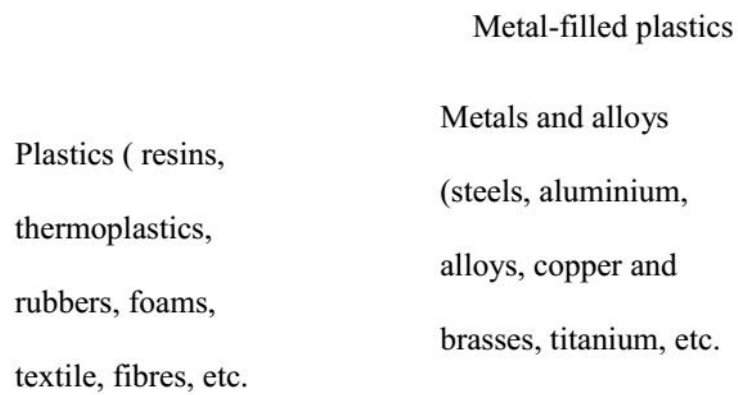 Metal-filled plastics
Plastics ( resins,
thermoplastics,
rubbers, foams,
textile, fibres, etc.
Metals and alloys
(steels, aluminium,
alloys, copper and
brasses, titanium, etc.